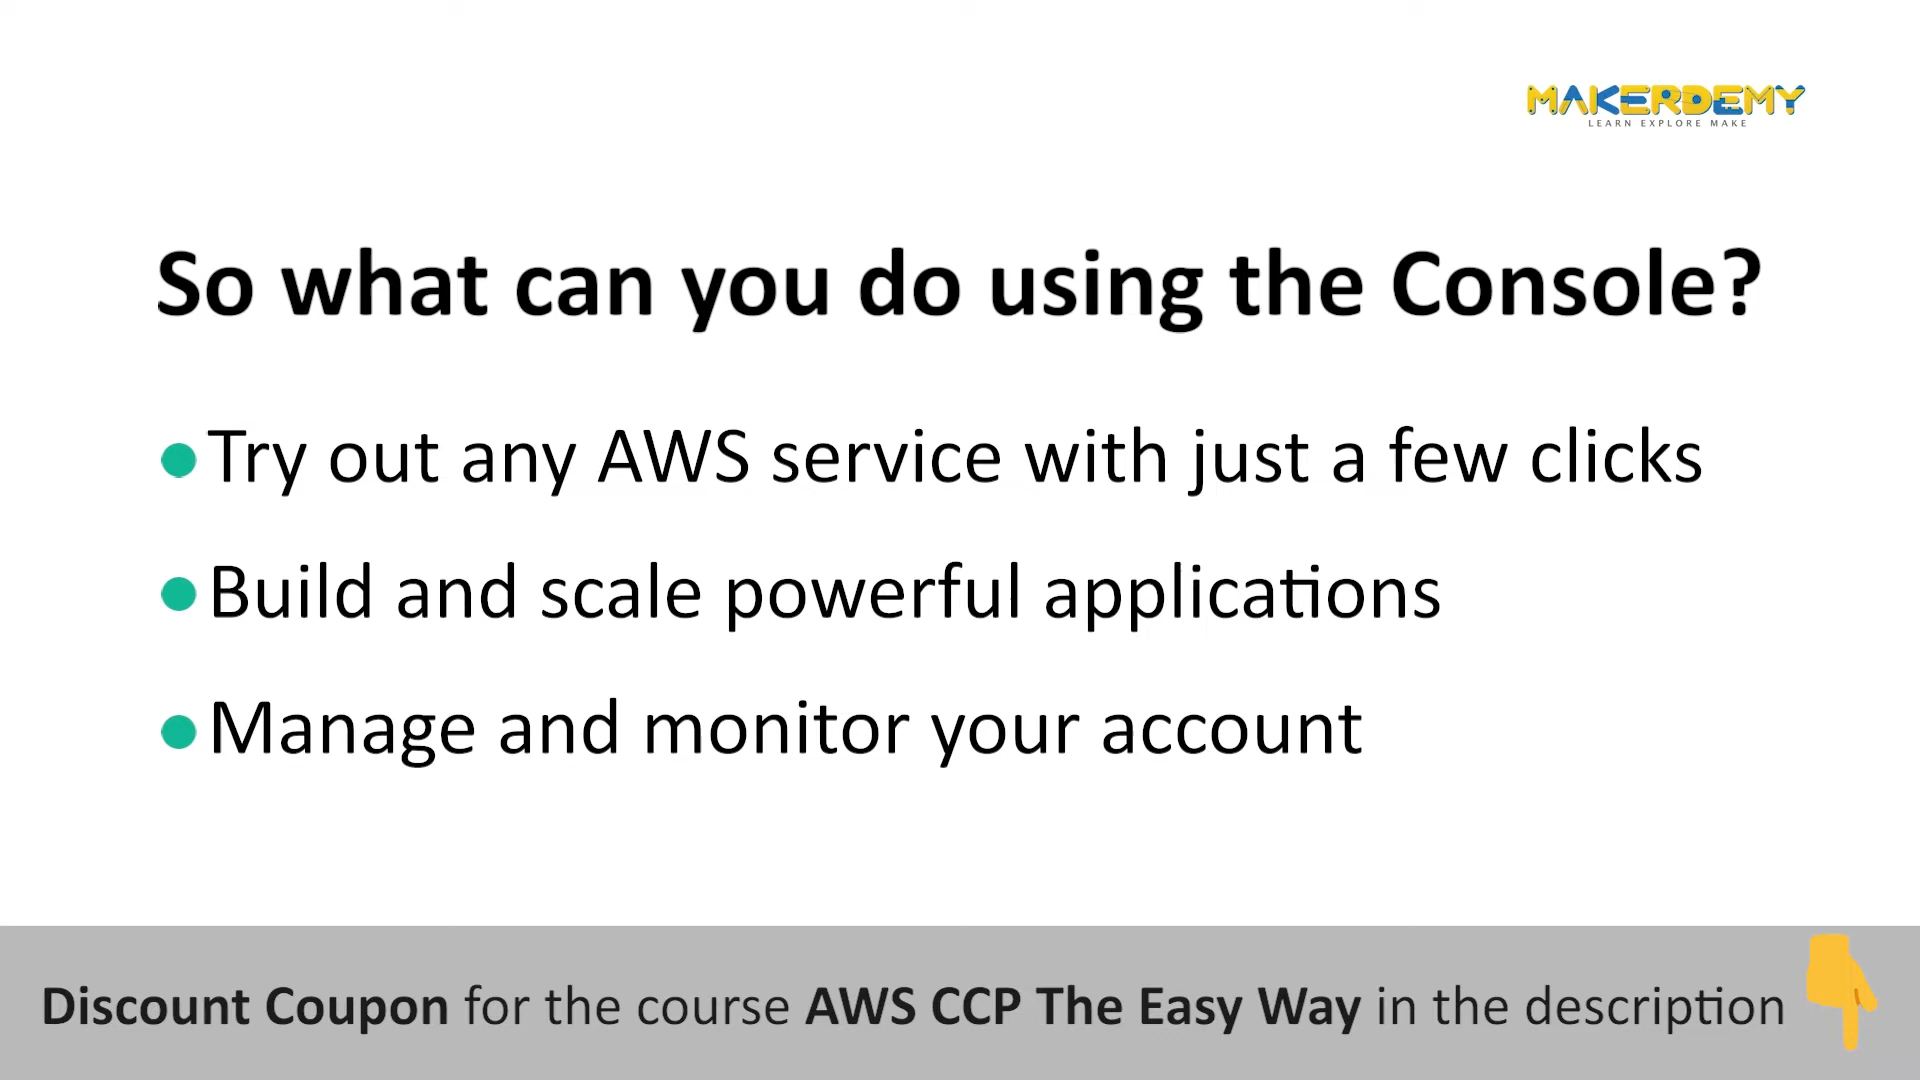 MAKERDEMY
LEARN EXPLORE MAKE
So what can you do using the Console?
Try out any AWS service with just a few clicks
Build and scale powerful applications
Manage and monitor your account
Discount Coupon for the course AWS CCP The Easy Way in the description